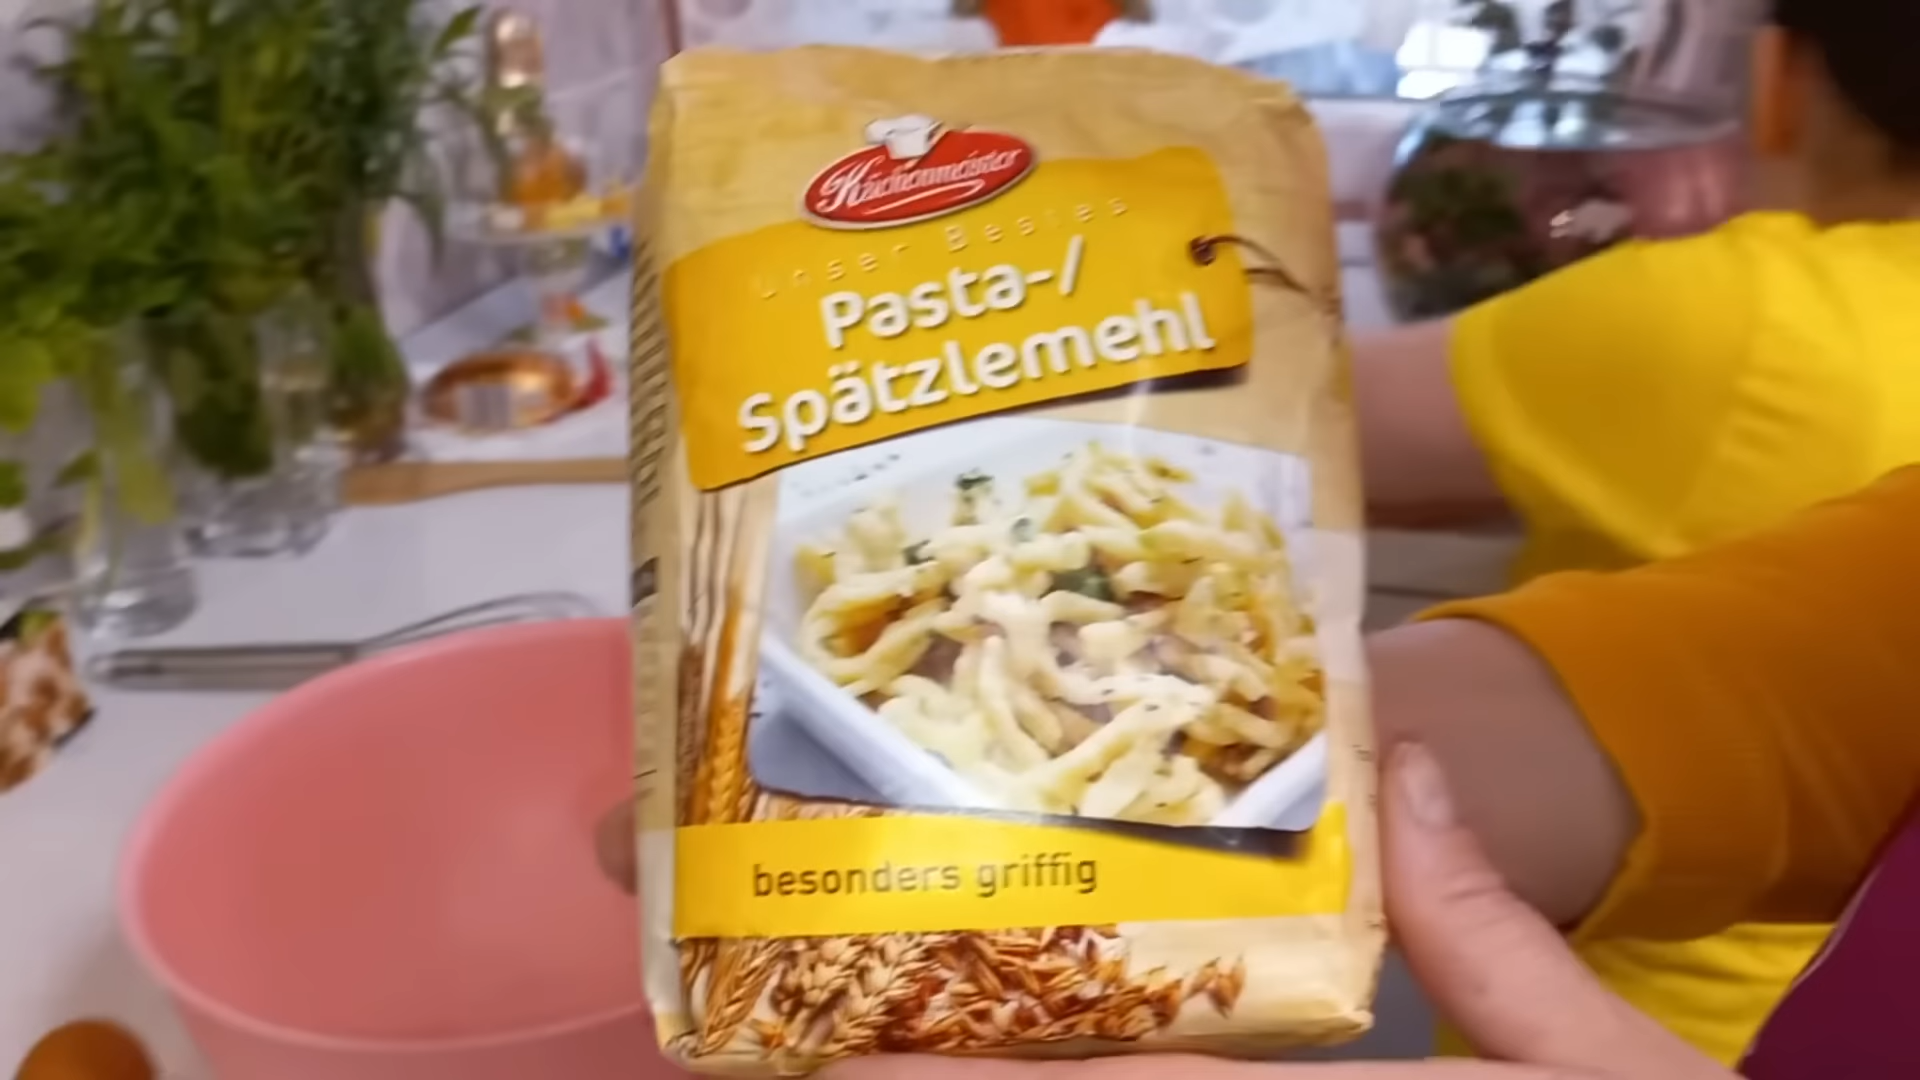 Küchenmeister
Unser Bestes
Pasta-/
Spätzlemehl
besonders griffig